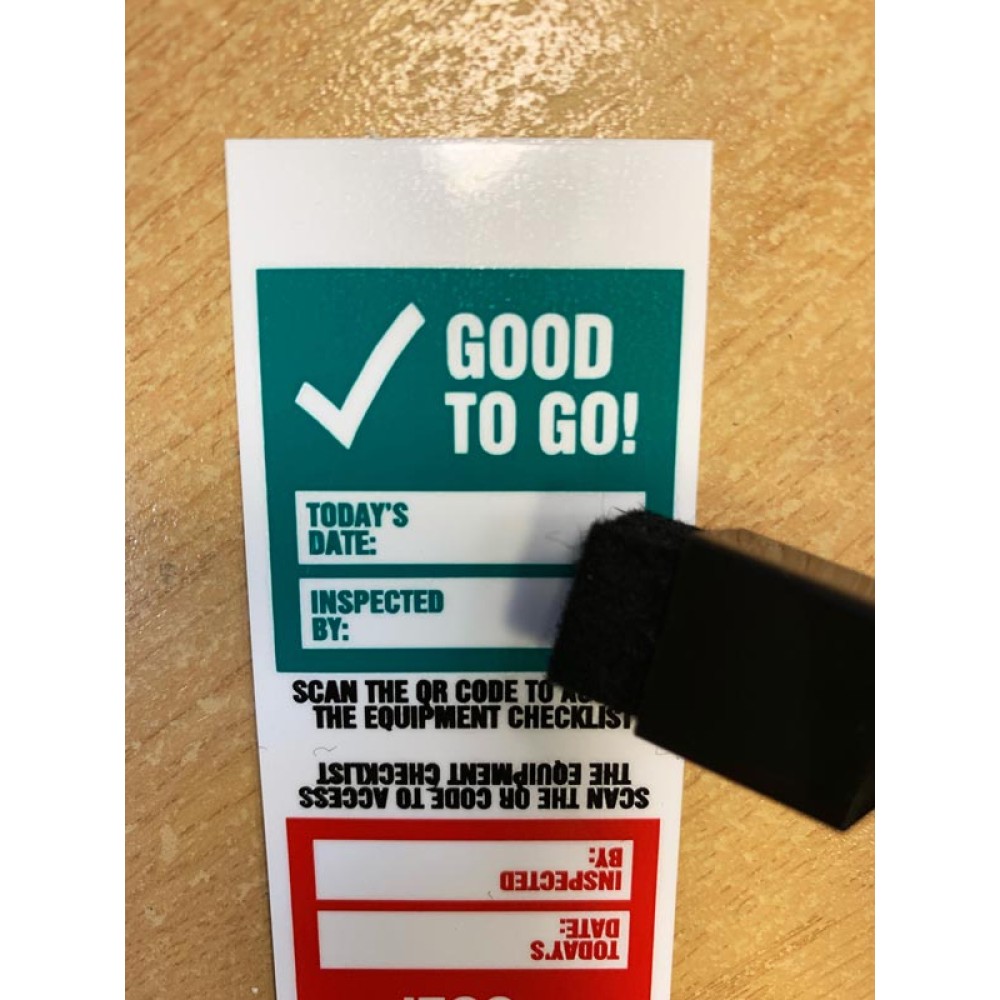 GOOD
TO GO!
TODAY'S
DATE:
INSPECTED
BY:
SCAN THE QR CODE TO
THE EQUIPMENT CHECKLIST
SCAN THE QR CODE TO ACCESS
THE EQUIPMENT CHECKLIST
TODAY'S
DATE:
INSPECTED
BY: